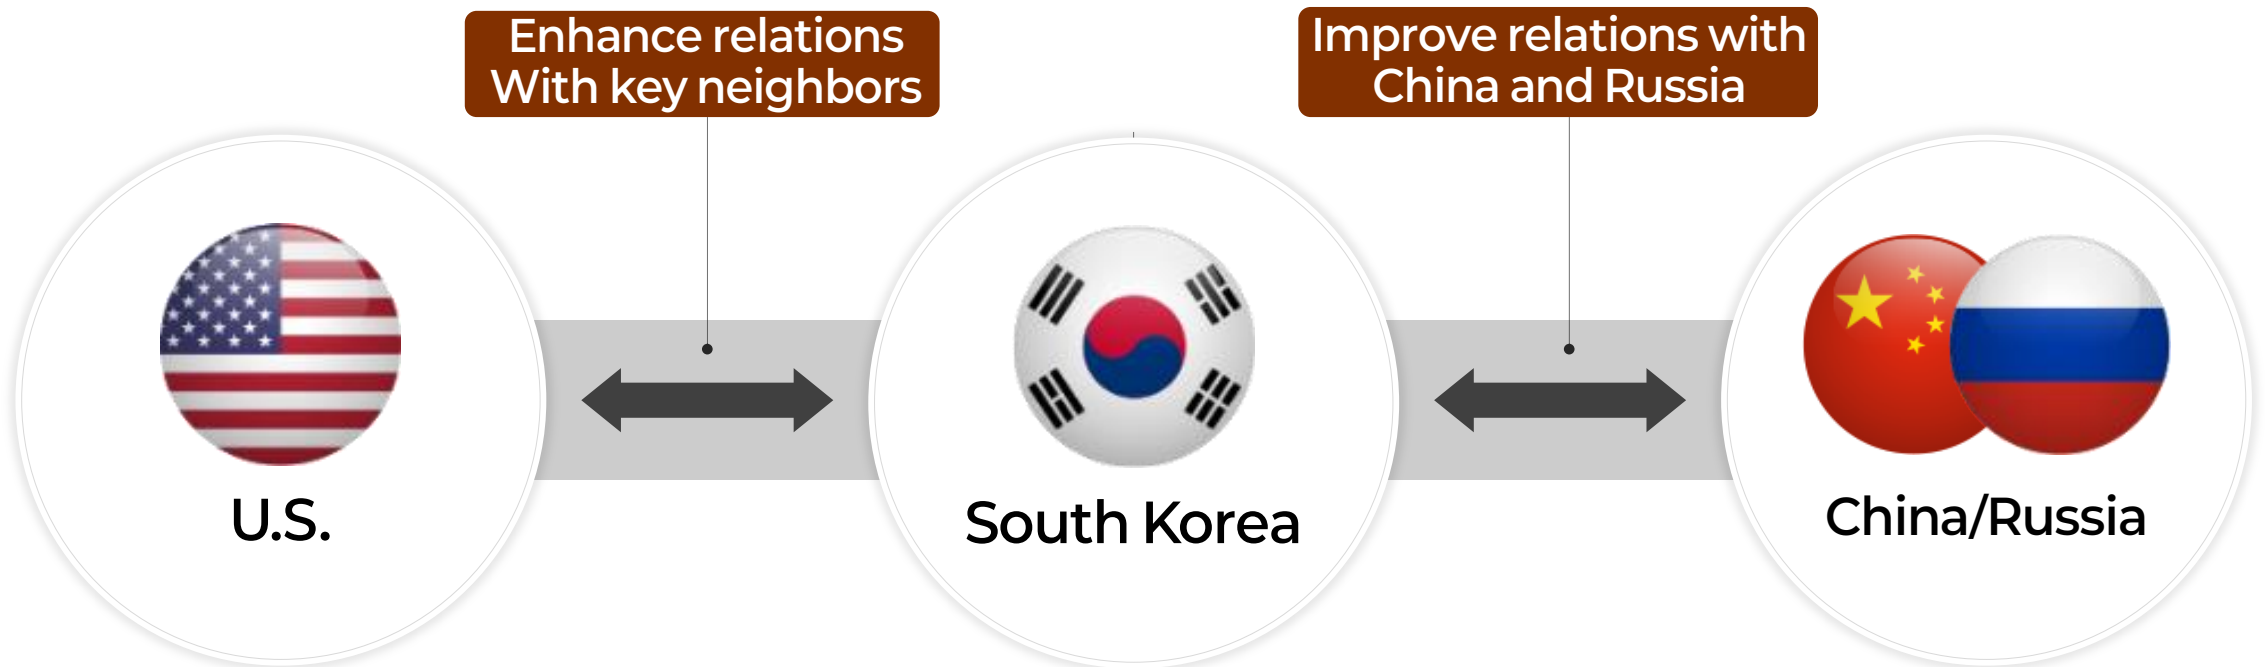 Enhance relations
With key neighbors
Improve relations with
China and Russia
U.S.
South Korea
China/Russia